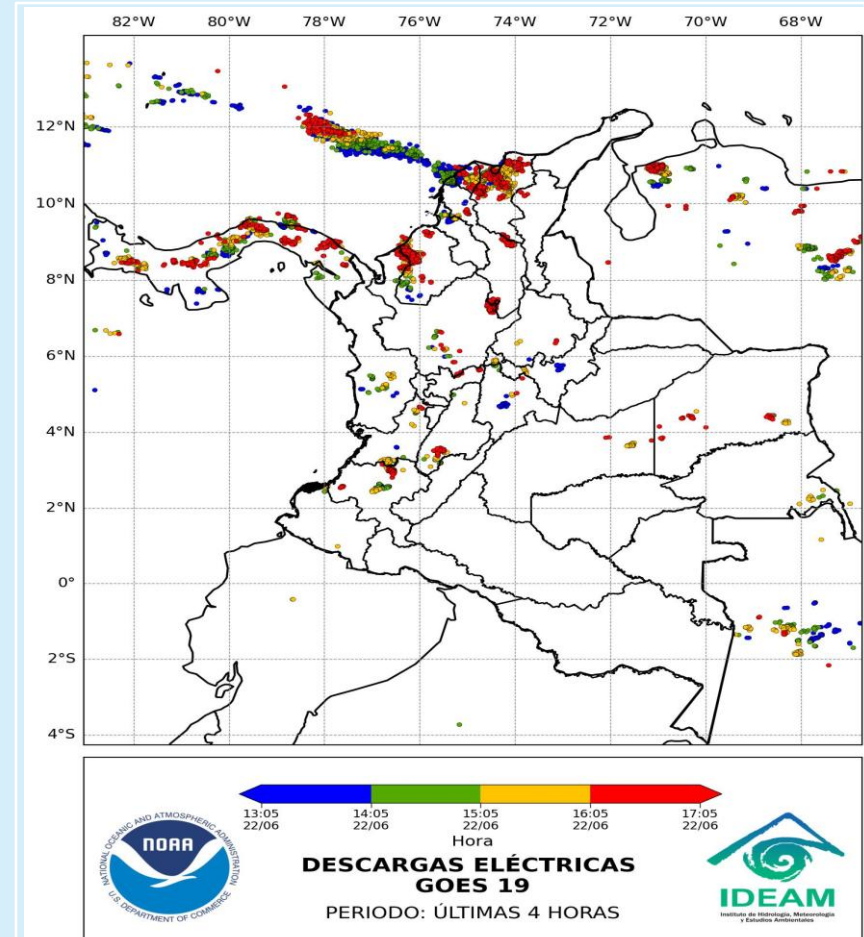 82°W 80°W 78°W 76°W 74°W 72°W 70°W 68°W
12°N
10°N
8°N
6°N
4°N
2°N
0°
2°S
4°S
13:05 14:05 15:05 16:05 17:05
22/06 22/06 22/06 22/06 22/06
Hora
DESCARGAS ELÉCTRICAS
GOES 19
PERIODO: ÚLTIMAS 4 HORAS
NATIONAL OCEANIC AND ATMOSPHERIC ADMINISTRATION
NOAA
U.S. DEPARTMENT OF COMMERCE
IDEAM
Instituto de Hidrología, Meteorología
y Estudios Ambientales